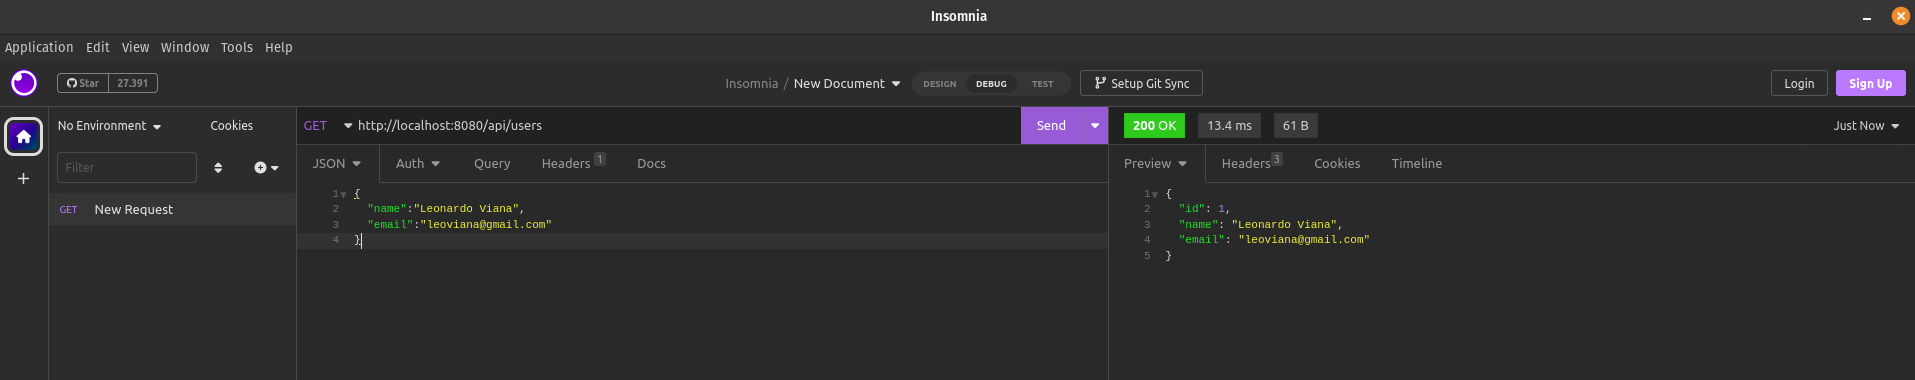 Insomnia
Application Edit View Window Tools Help
Star 27.391 Insomnia / New Document DESIGN DEBUG TEST Setup Git Sync Login Sign Up
No Environment Cookies GET http://localhost:8080/api/users Send 200 OK 13.4 ms 61 B Just Now
Filter JSON Auth Query Headers 1 Docs Preview Headers 3 Cookies Timeline
GET New Request
1 {
2 "name":"Leonardo Viana",
3 "email":"leoviana@gmail.com"
4 }
1 {
2 "id": 1,
3 "name": "Leonardo Viana",
4 "email": "leoviana@gmail.com"
5 }